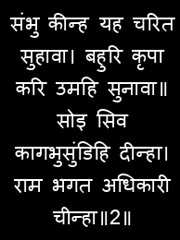 संभु कीन्ह यह चरित
सुहावा। बहुरि कृपा
करि उमहि सुनावा॥
सोइ सिव
कागभुसुंडिहि दीन्हा।
राम भगत अधिकारी
चीन्हा॥2॥